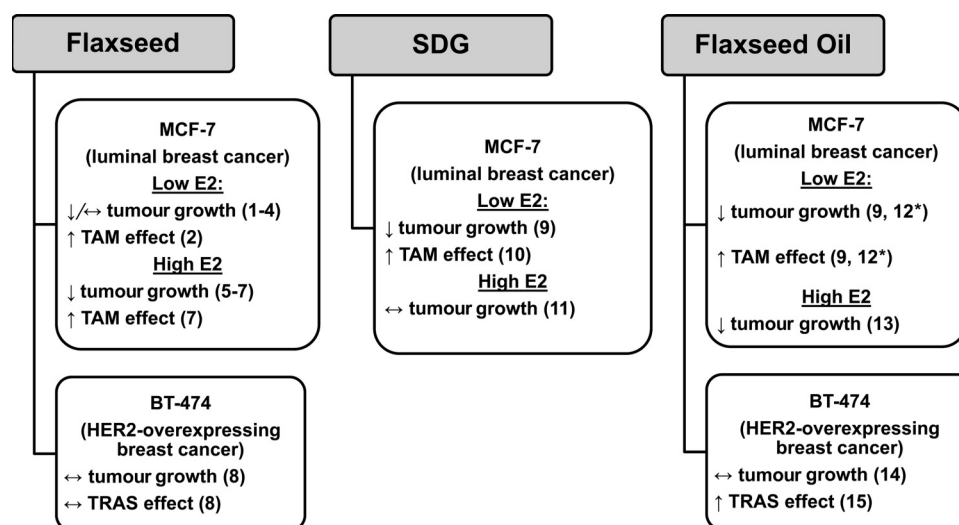 Flaxseed
MCF-7
(luminal breast cancer)
Low E2:
↓/↔ tumour growth (1-4)
↑ TAM effect (2)
High E2
↓ tumour growth (5-7)
↑ TAM effect (7)
BT-474
(HER2-overexpressing
breast cancer)
↔ tumour growth (8)
↔ TRAS effect (8)
SDG
MCF-7
(luminal breast cancer)
Low E2:
↓ tumour growth (9)
↑ TAM effect (10)
High E2
↔ tumour growth (11)
Flaxseed Oil
MCF-7
(luminal breast cancer)
Low E2:
↓ tumour growth (9, 12*)
↑ TAM effect (9, 12*)
High E2
↓ tumour growth (13)
BT-474
(HER2-overexpressing
breast cancer)
↔ tumour growth (14)
↑ TRAS effect (15)